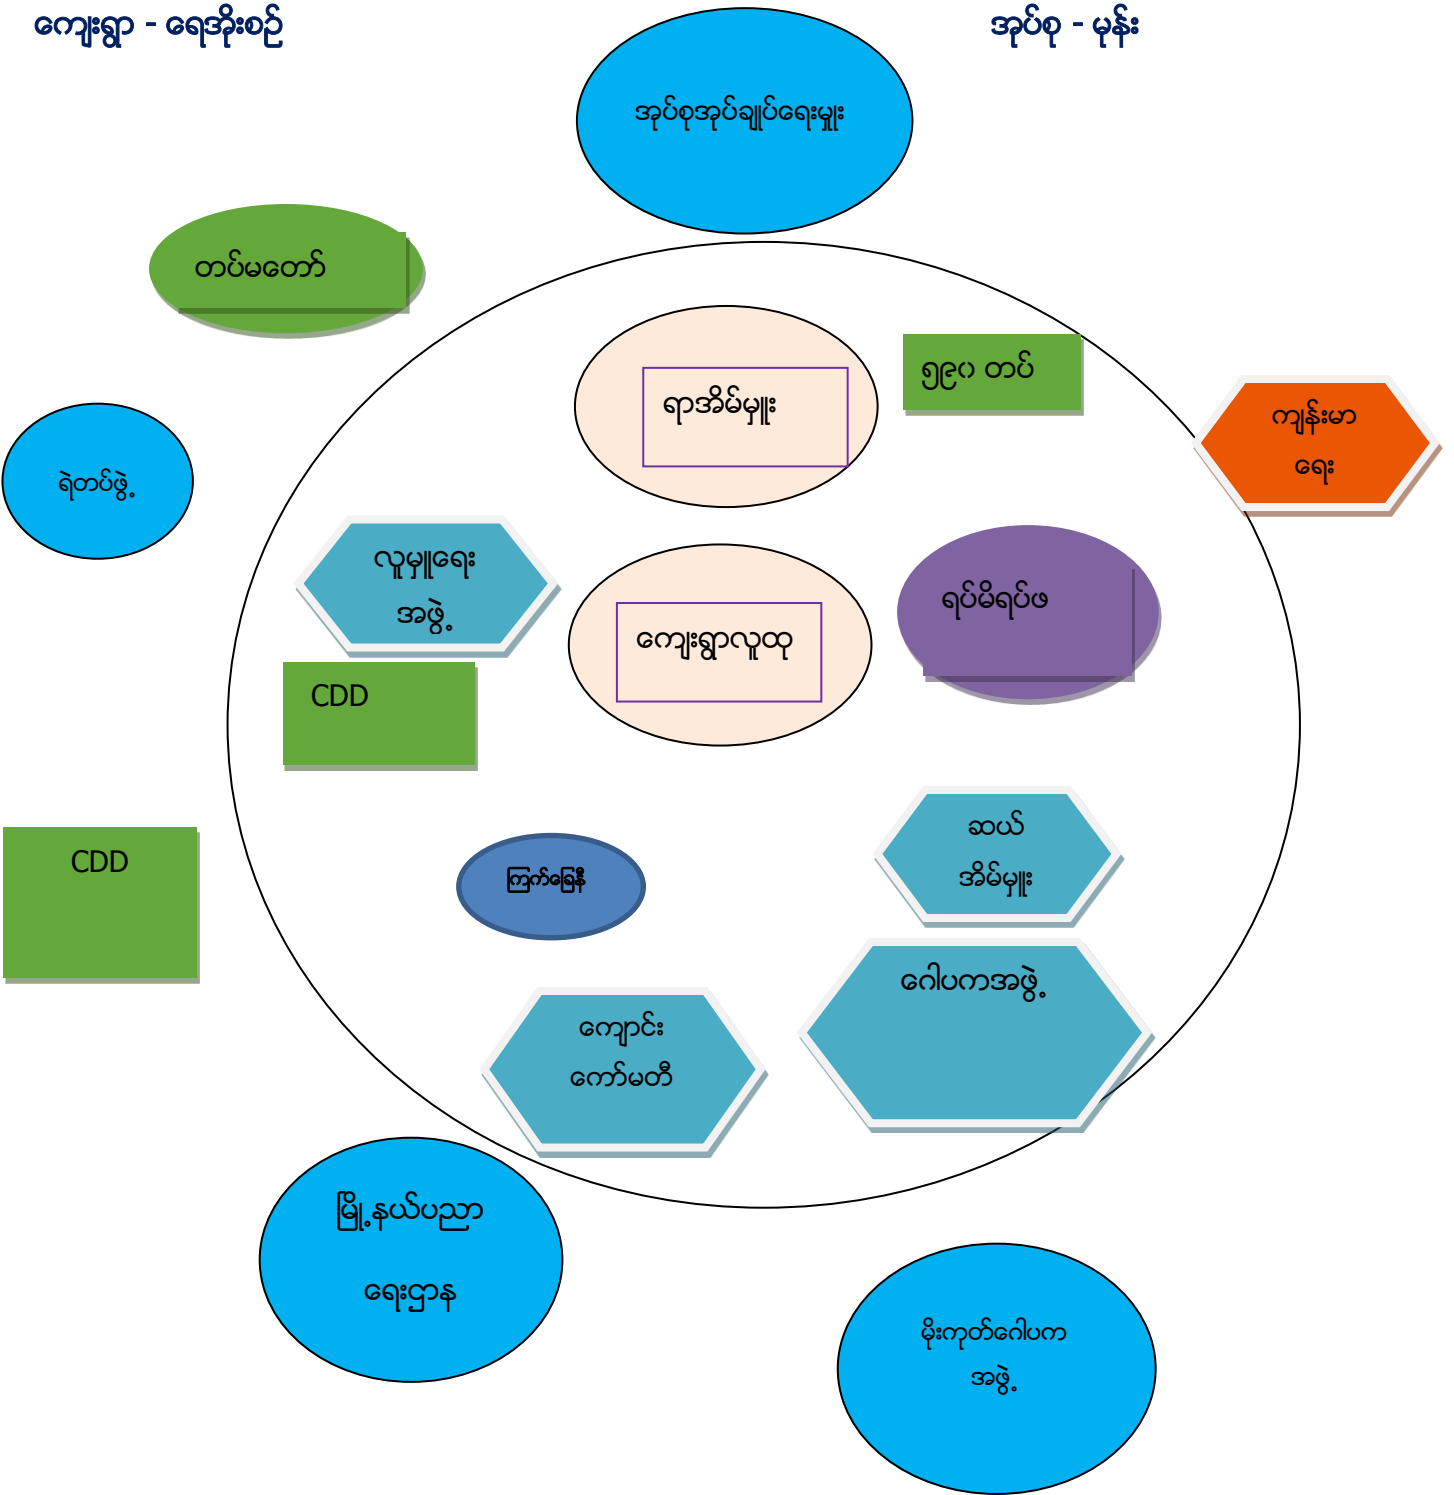 ကျေးရွာ - ရေအိုးစဉ်
အုပ်စု - မုန်း
အုပ်စုအုပ်ချုပ်ရေးမှုး
တပ်မတော်
ရာအိမ်မှူး
၅၉၀ တပ်
ကျန်းမာ
ရေး
ရဲတပ်ဖွဲ့
လူမှူရေး
အဖွဲ့
ကျေးရွာလူထု
ရပ်မိရပ်ဖ
CDD
CDD
ကြက်ခြေနီ
ဆယ်
အိမ်မှူး
ဂေါပကအဖွဲ့
ကျောင်း
ကော်မတီ
မြို့နယ်ပညာ
ရေးဌာန
မိုးကုတ်ဂေါပက
အဖွဲ့